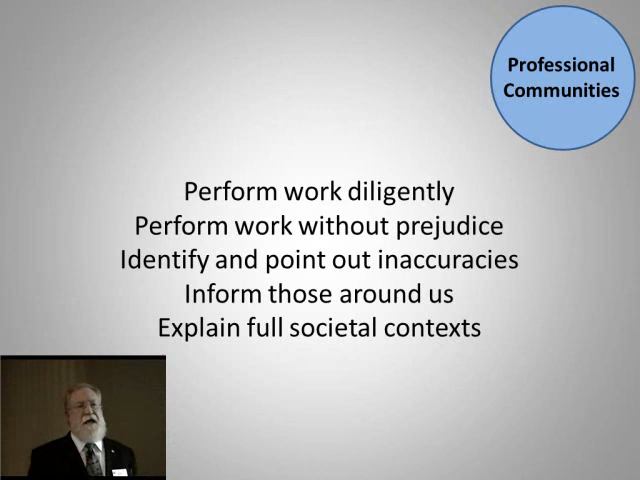 Professional
Communities
Perform work diligently
Perform work without prejudice
Identify and point out inaccuracies
Inform those around us
Explain full societal contexts